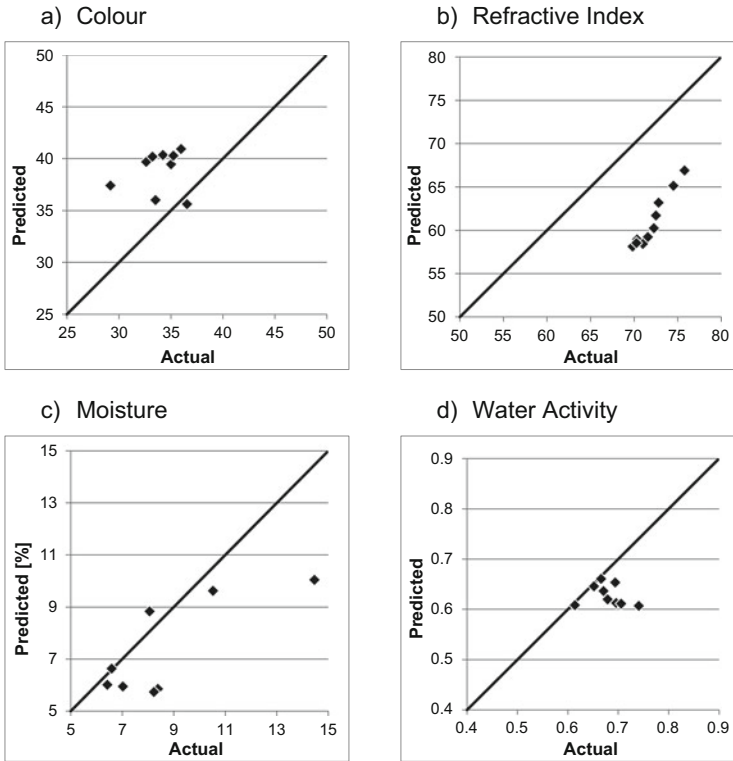 a) Colour
50
45
40
35
30
25
Predicted
25 30 35 40 45 50
Actual
b) Refractive Index
80
75
70
65
60
55
50
Predicted
50 55 60 65 70 75 80
Actual
c) Moisture
15
13
11
9
7
5
Predicted [%]
5 7 9 11 13 15
Actual
d) Water Activity
0.9
0.8
0.7
0.6
0.5
0.4
Predicted
0.4 0.5 0.6 0.7 0.8 0.9
Actual